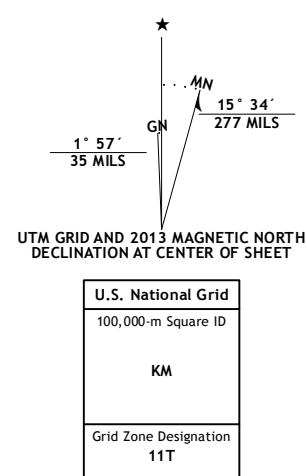 ★
MN
15° 34´
277 MILS
GN
1° 57´
35 MILS
UTM GRID AND 2013 MAGNETIC NORTH
DECLINATION AT CENTER OF SHEET
U.S. National Grid
100,000-m Square ID
KM
Grid Zone Designation
11T